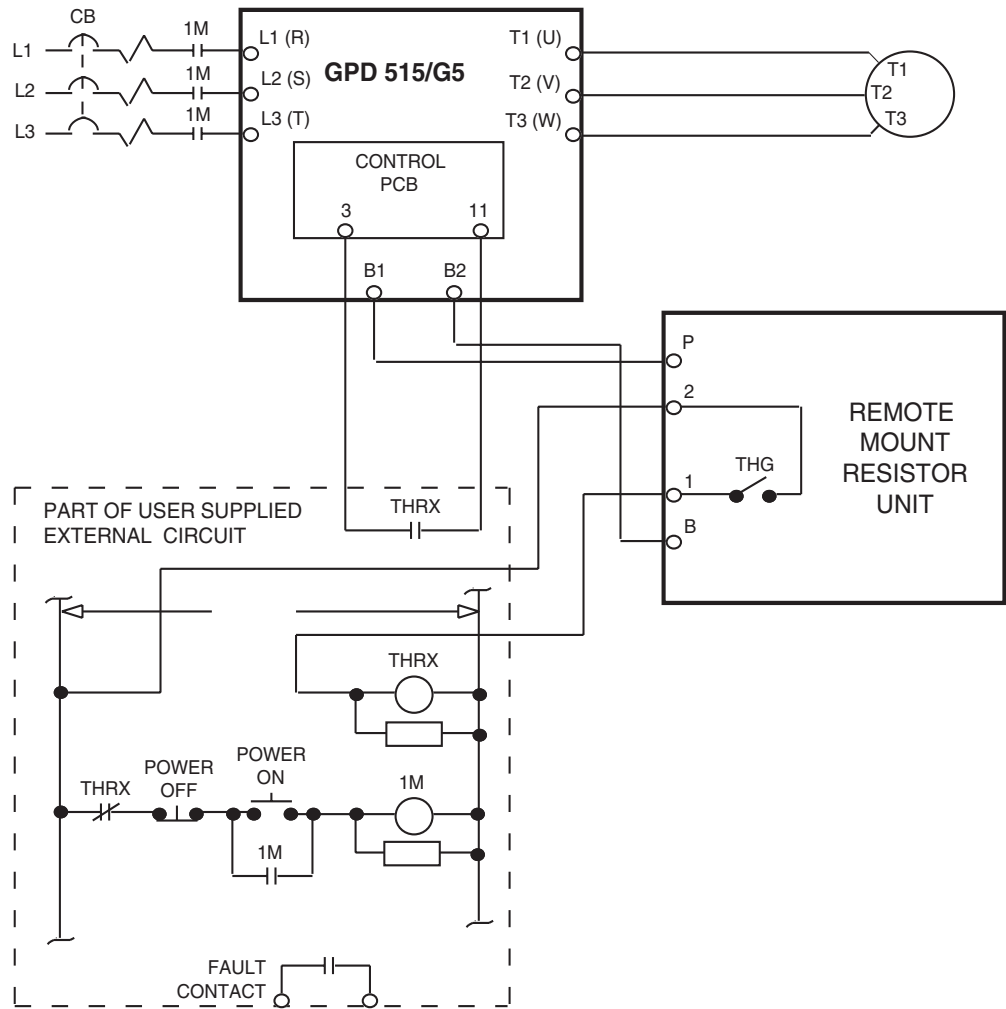 CB
1M
L1
L1 (R)
T1 (U)
T1
1M
L2
L2 (S)
GPD 515/G5
T2 (V)
T2
1M
L3
L3 (T)
T3 (W)
T3
CONTROL
PCB
3
11
B1
B2
P
2
REMOTE
MOUNT
RESISTOR
UNIT
THG
1
B
PART OF USER SUPPLIED
EXTERNAL CIRCUIT
THRX
THRX
THRX
POWER
OFF
POWER
ON
1M
1M
FAULT
CONTACT